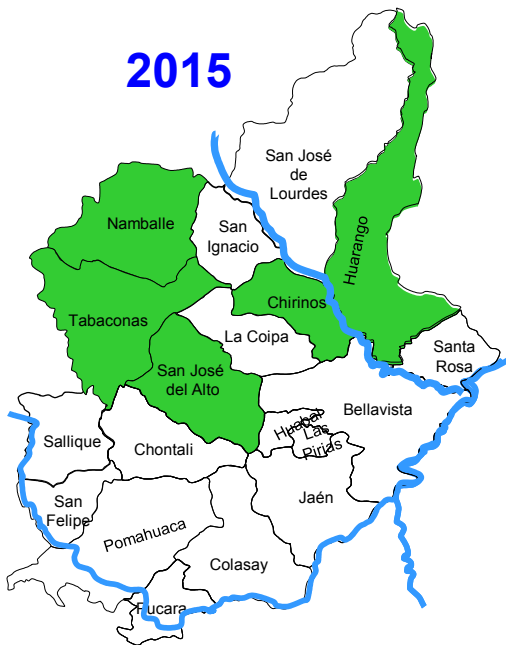 2015
San José
de
Lourdes
Namballe
San
Ignacio
Huarango
Chirinos
Tabaconas
La Coipa
Santa
Rosa
San José
del Alto
Bellavista
Huabal
Las
Pirias
Sallique
Chontali
Jaén
San
Felipe
Pomahuaca
Colasay
Pucara